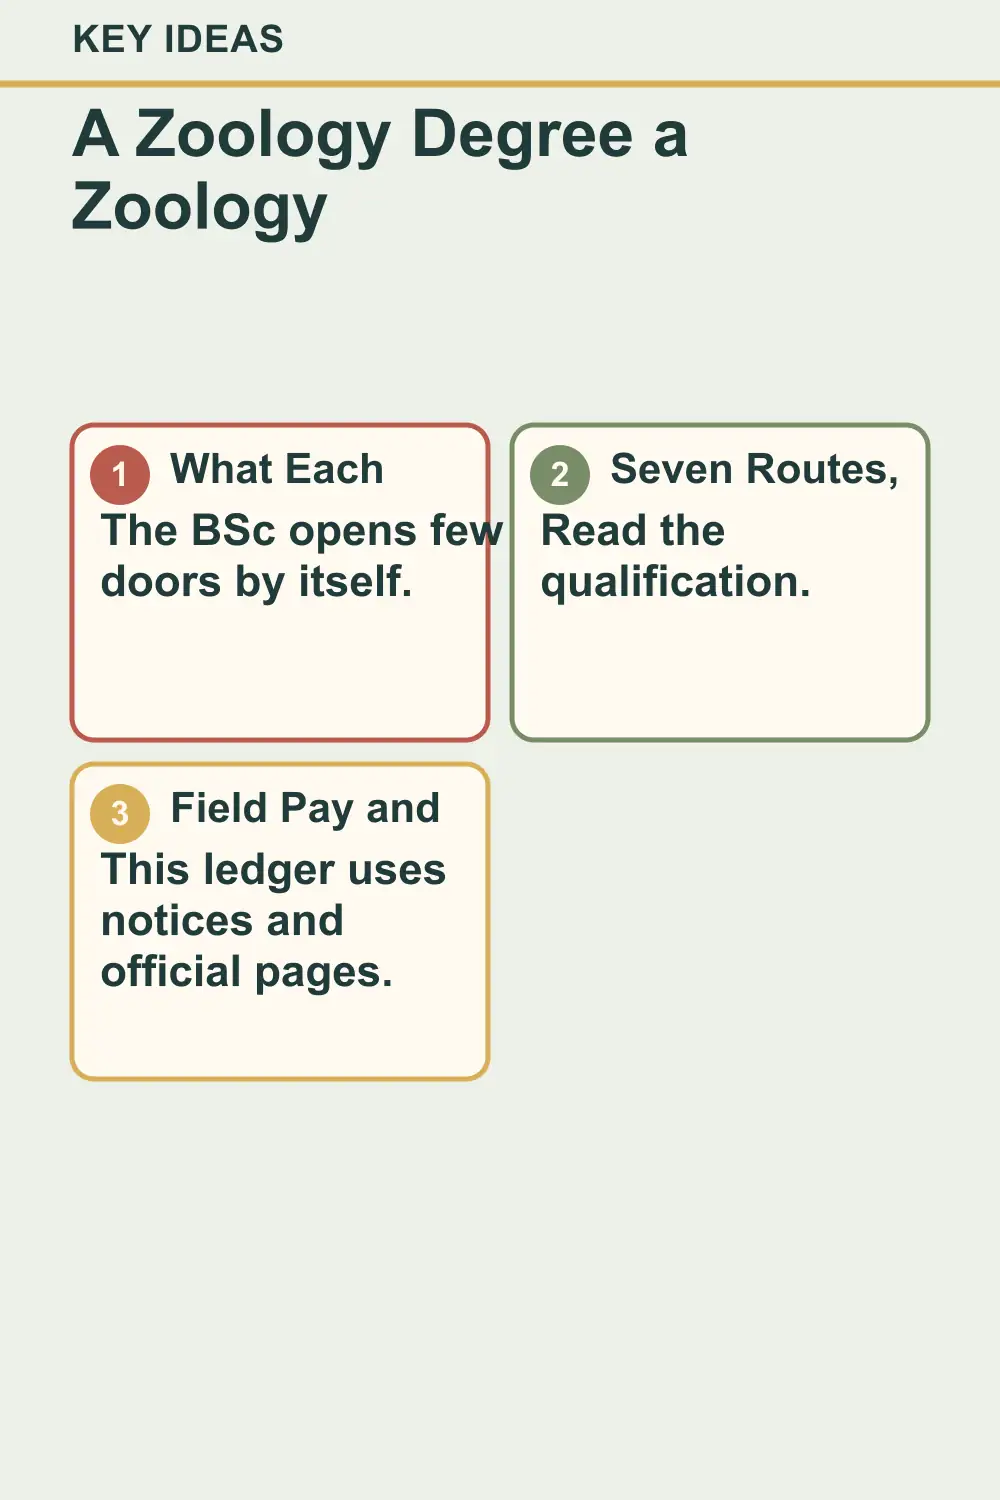 KEY IDEAS
A Zoology Degree a
Zoology
1 What Each
The BSc opens few
doors by itself.
2 Seven Routes,
Read the
qualification.
3 Field Pay and
This ledger uses
notices and
official pages.